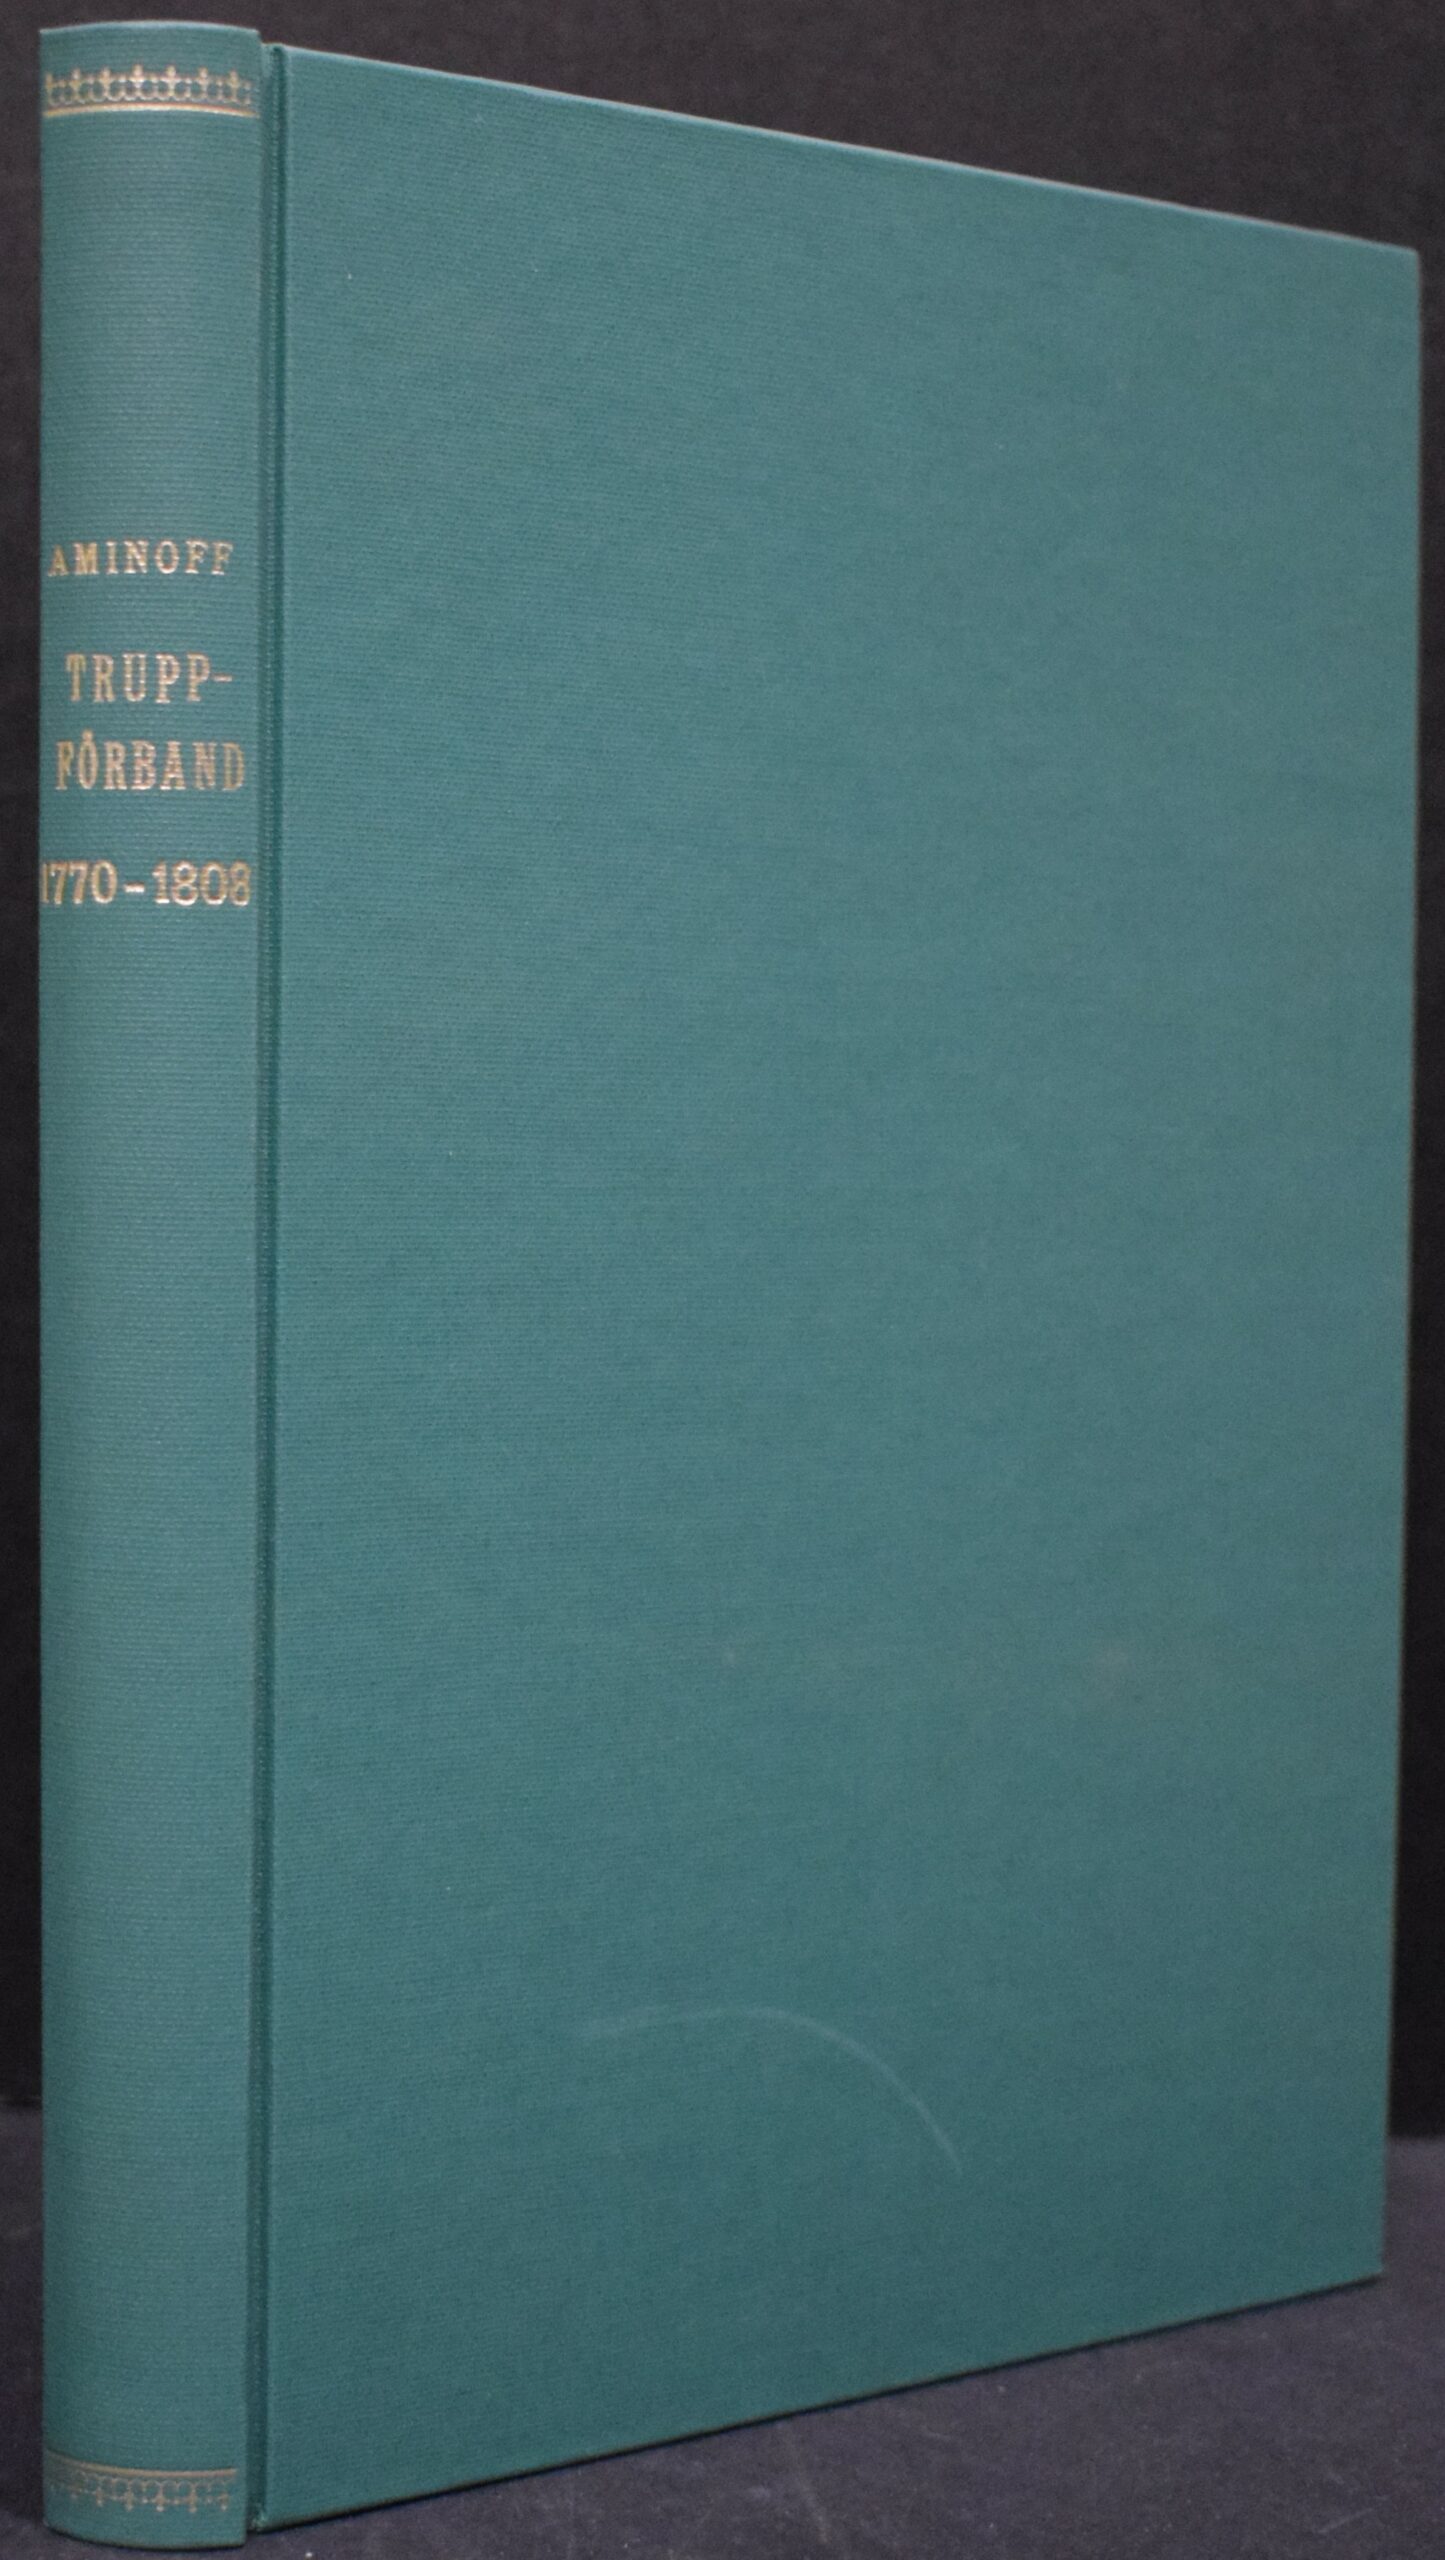 AMINOFF
TRUPP-
FÖRBAND
1770-1808